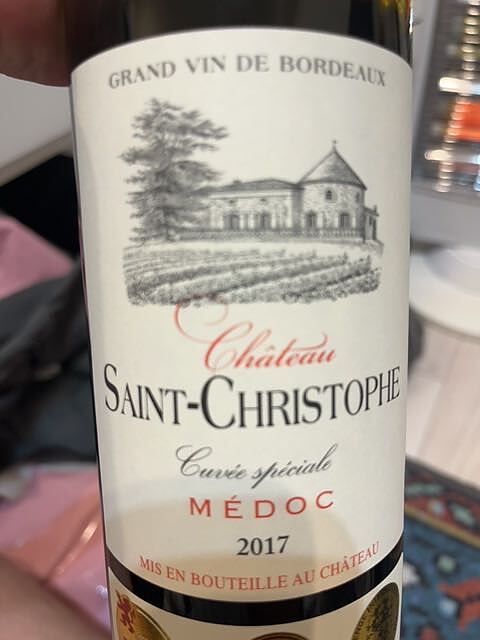 GRAND VIN DE BORDEAUX
Château
SAINT-CHRISTOPHE
Cuvée spéciale
MÉDOC
2017
MIS EN BOUTEILLE AU CHÂTEAU